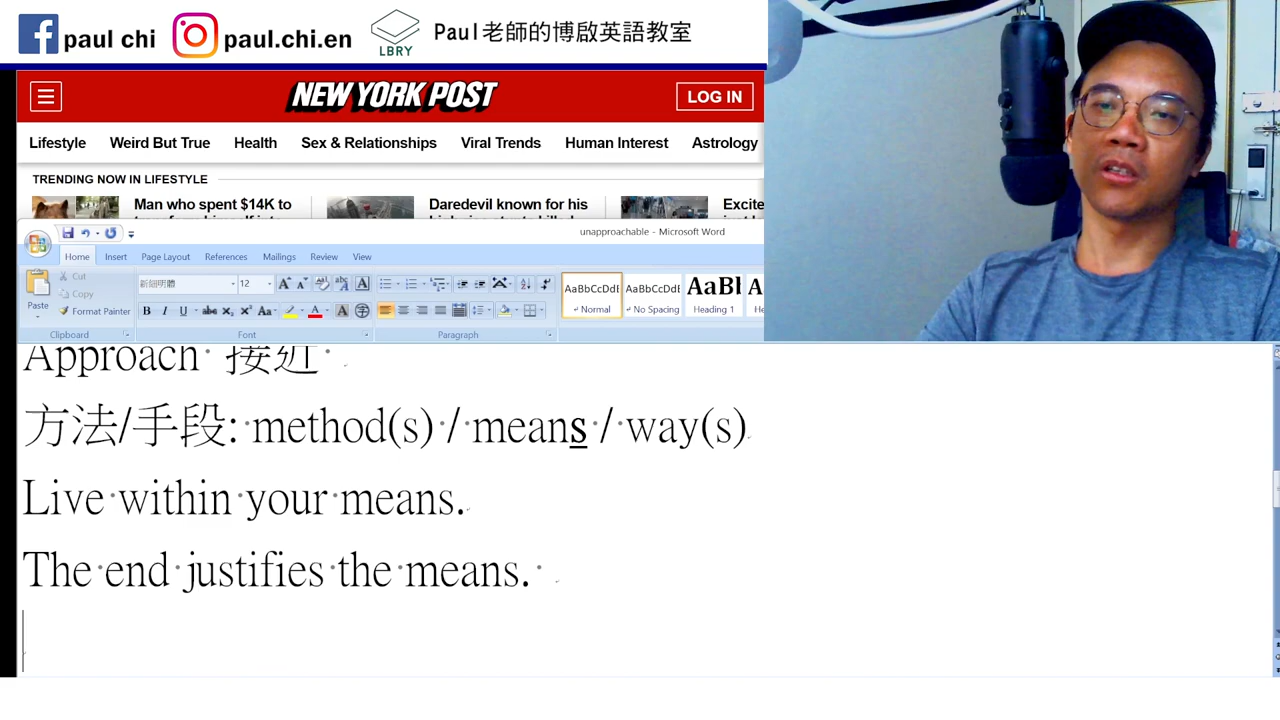 paul chi paul.chi.en LBRY Paul老師的博啟英語教室
NEW YORK POST LOG IN
Lifestyle Weird But True Health Sex & Relationships Viral Trends Human Interest Astrology
TRENDING NOW IN LIFESTYLE
Man who spent $14K to Daredevil known for his Excite
unapproachable - Microsoft Word
Home Insert Page Layout References Mailings Review View
Cut
Copy
Paste Format Painter
新細明體 12
AaBbCcDdE AaBbCcDdE AaBl
Normal No Spacing Heading 1
Clipboard Font Paragraph
Approach 接近
方法/手段: method(s) / means / way(s)
Live within your means.
The end justifies the means.